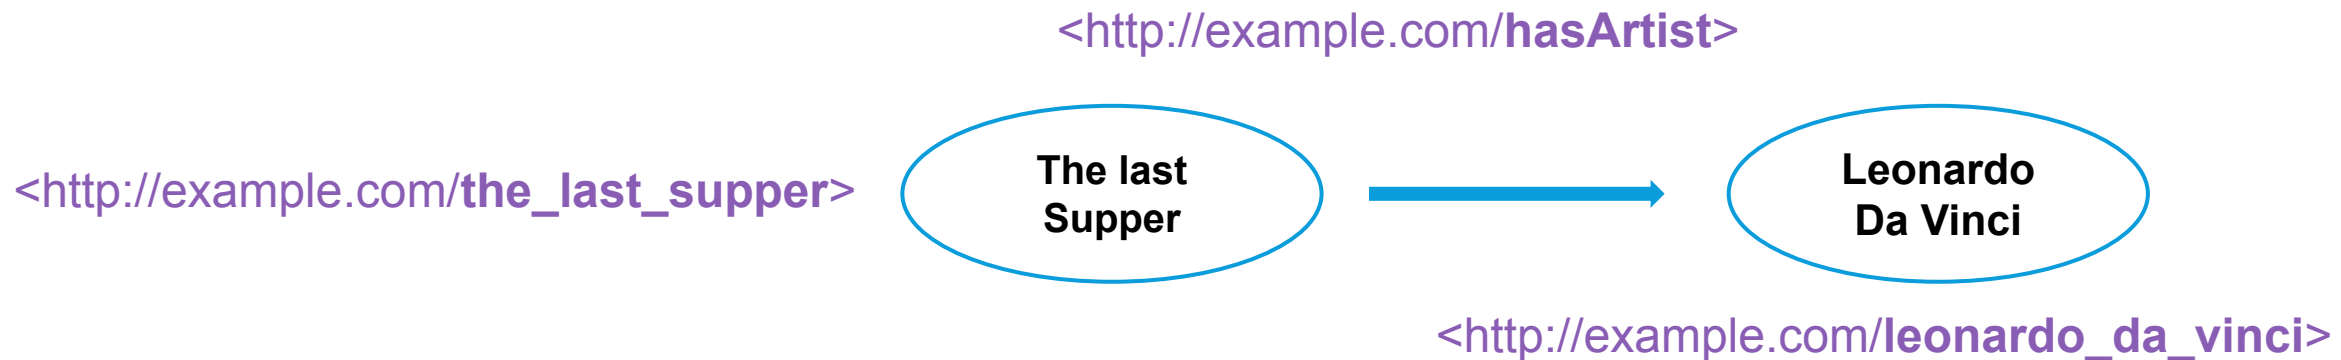 <http://example.com/hasArtist>
<http://example.com/the_last_supper>
The last
Supper
Leonardo
Da Vinci
<http://example.com/leonardo_da_vinci>